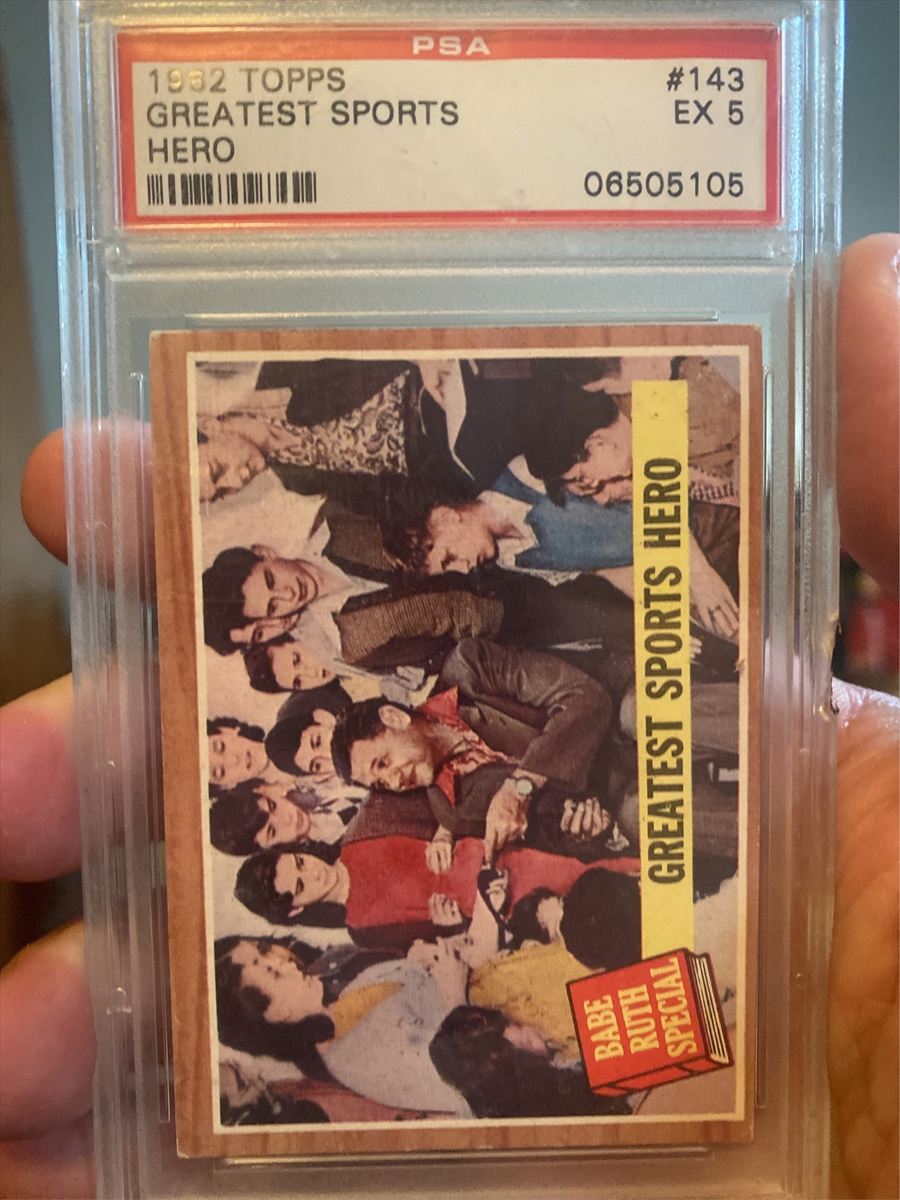 PSA
1962 TOPPS #143
GREATEST SPORTS EX 5
HERO
06505105
GREATEST SPORTS HERO
BABE
RUTH
SPECIAL